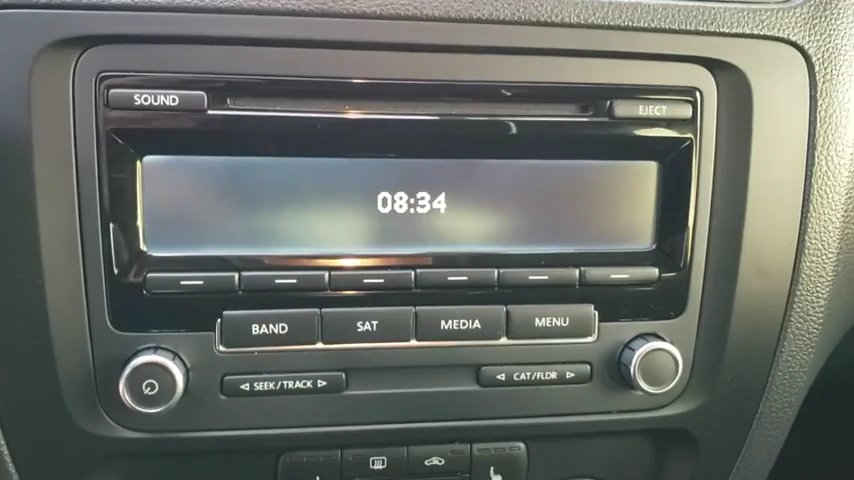 SOUND
EJECT
08:34
BAND
SAT
MEDIA
MENU
SEEK/TRACK
CAT/FLDR